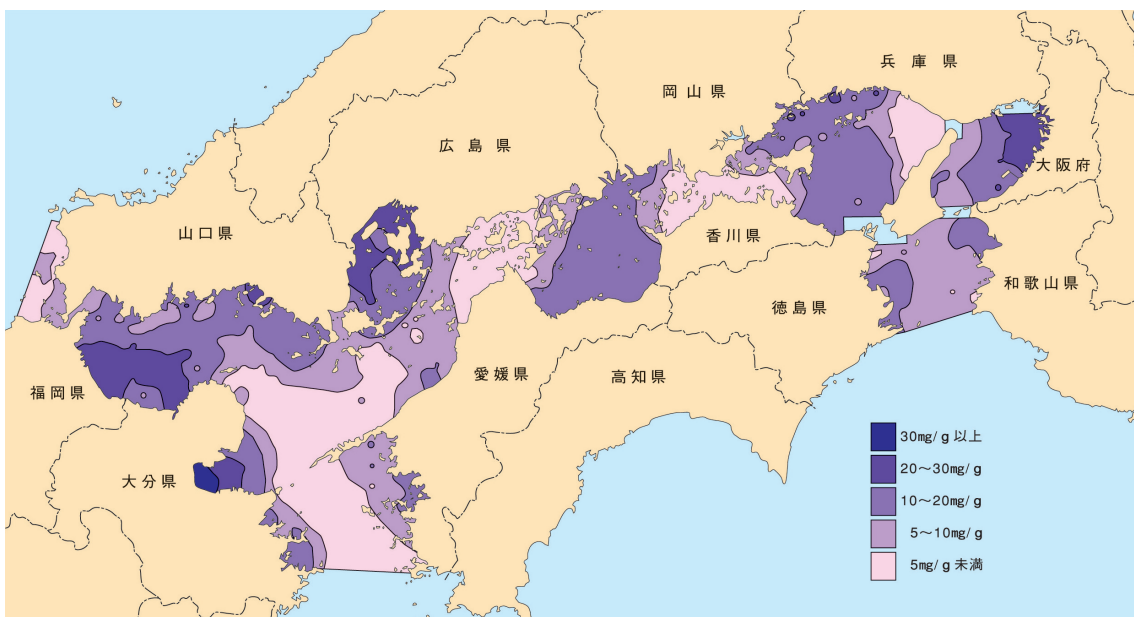 兵庫県
岡山県
広島県
大阪府
山口県
香川県
和歌山県
徳島県
愛媛県
高知県
福岡県
大分県
30mg/g 以上
20～30mg/g
10～20mg/g
5～10mg/g
5mg/g 未満